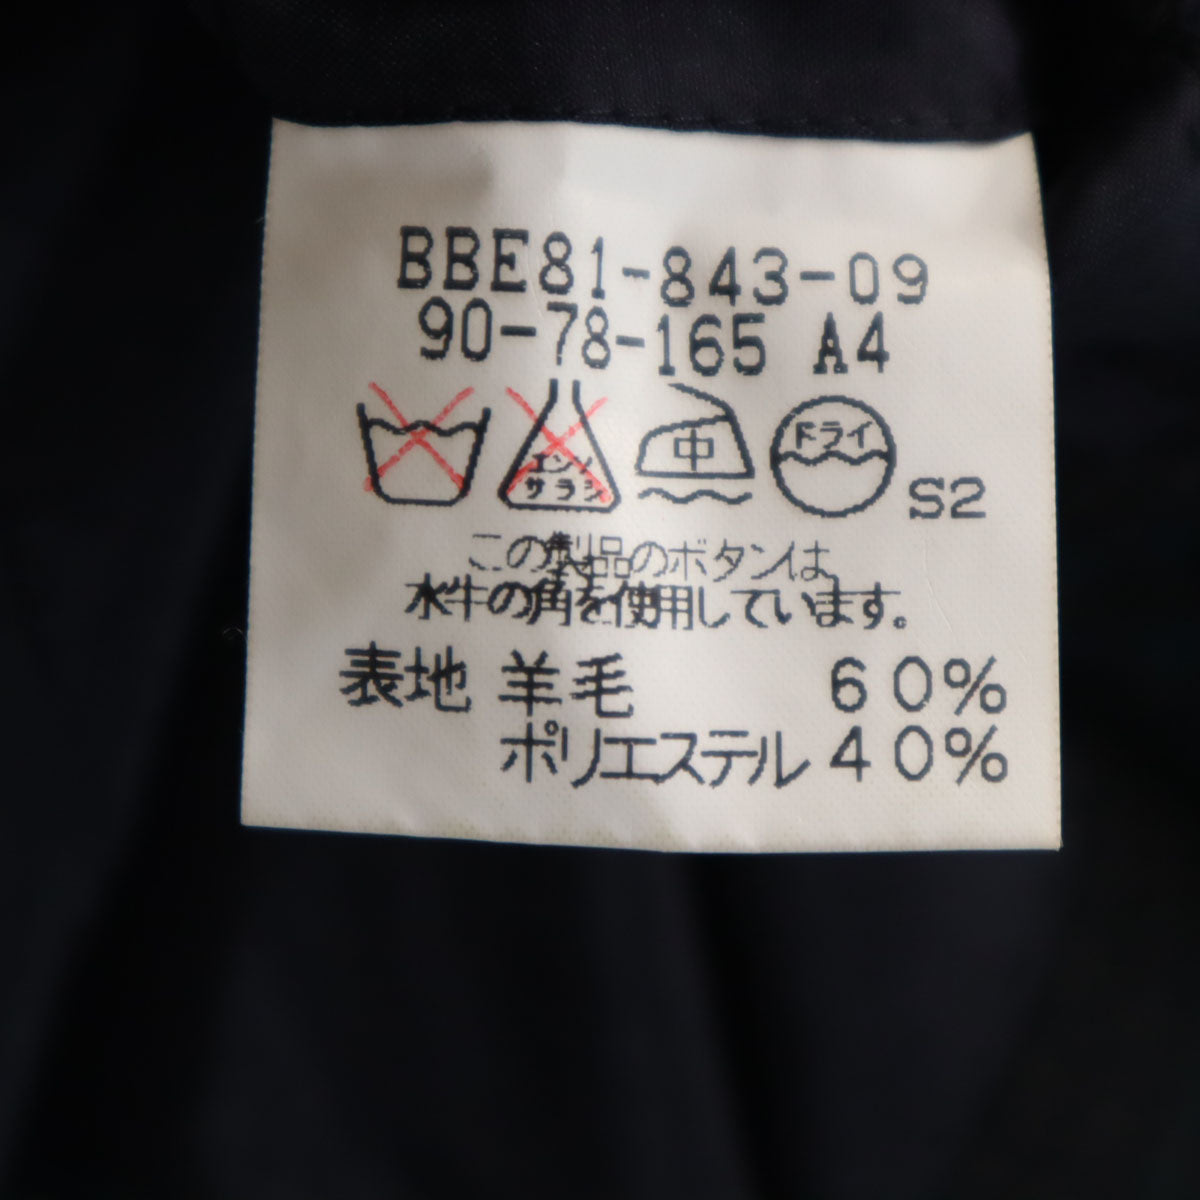 BBE81-843-09
90-78-165 A4
エンソ
サラシ
中
ドライ
S2
この製品のボタンは
水牛の角を使用しています。
表地 羊毛 60%
ポリエステル 40%